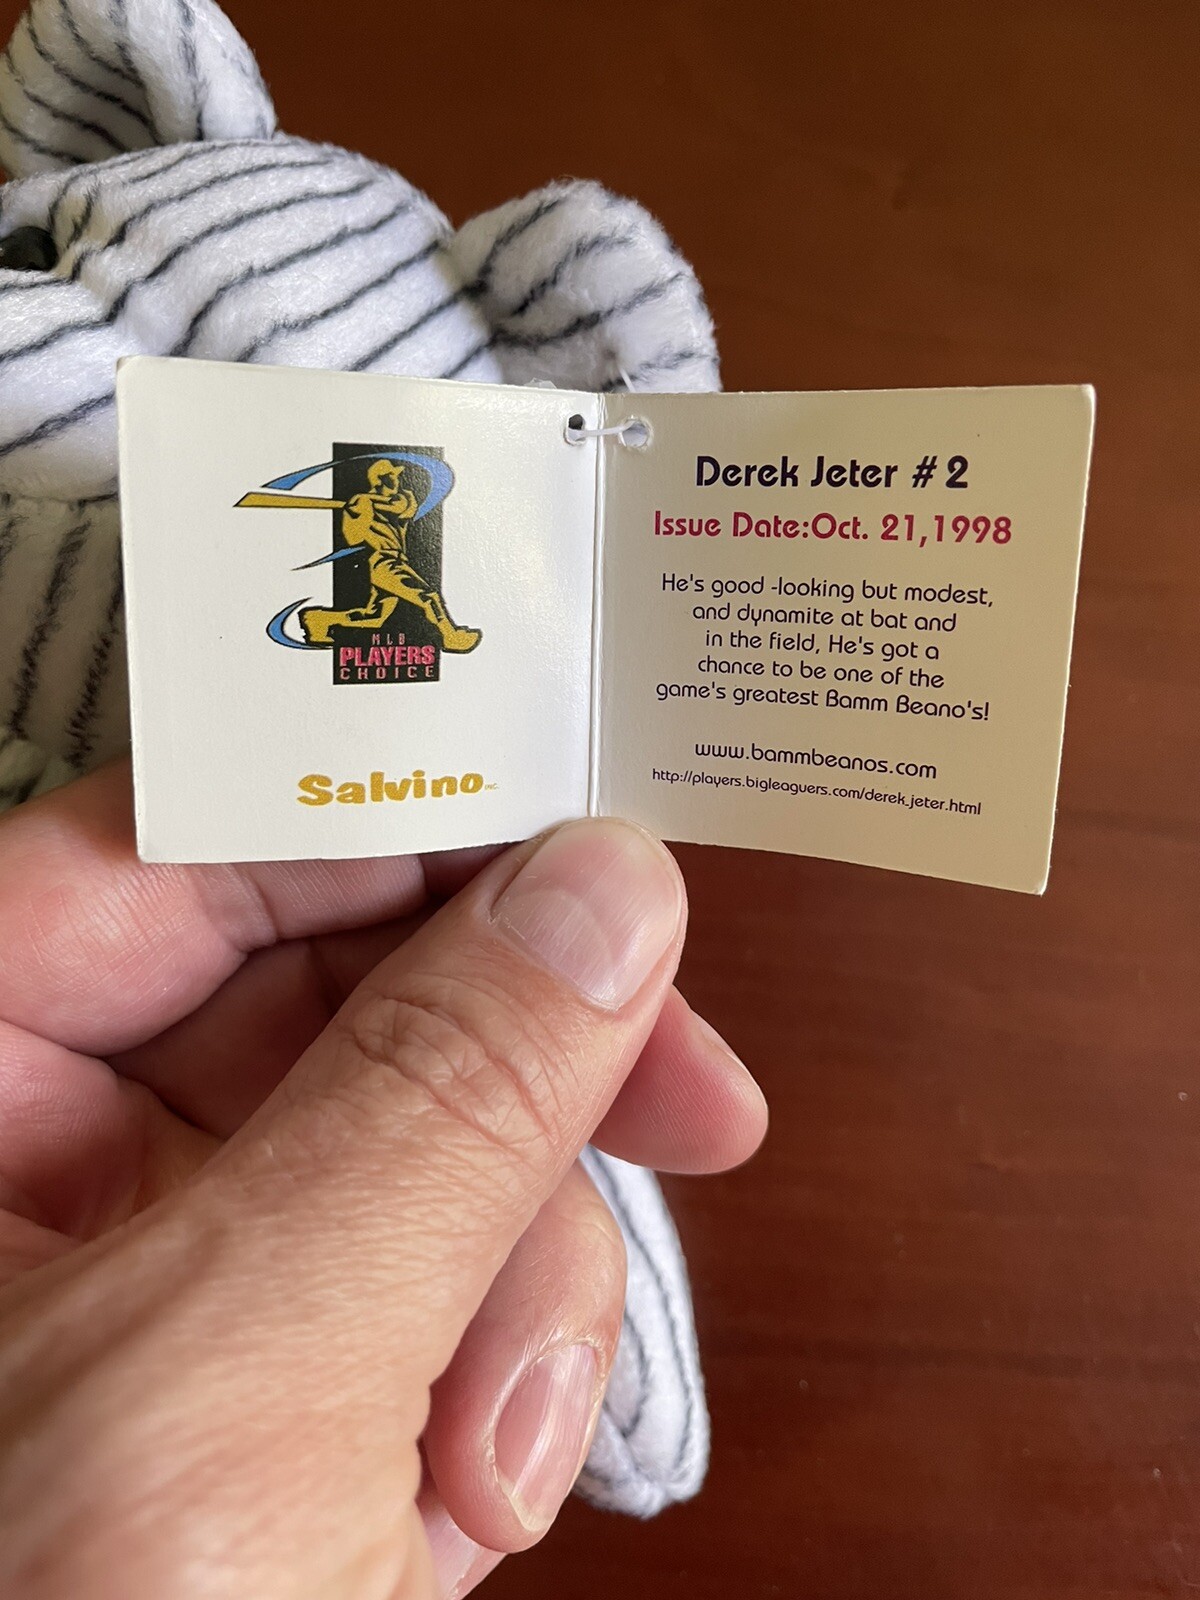 MLB
PLAYERS
CHOICE
Salvino INC.
Derek Jeter # 2
Issue Date:Oct. 21,1998
He's good -looking but modest,
and dynamite at bat and
in the field, He's got a
chance to be one of the
game's greatest Bamm Beano's!
www.bammbeanos.com
http://players.bigleaguers.com/derek_jeter.html